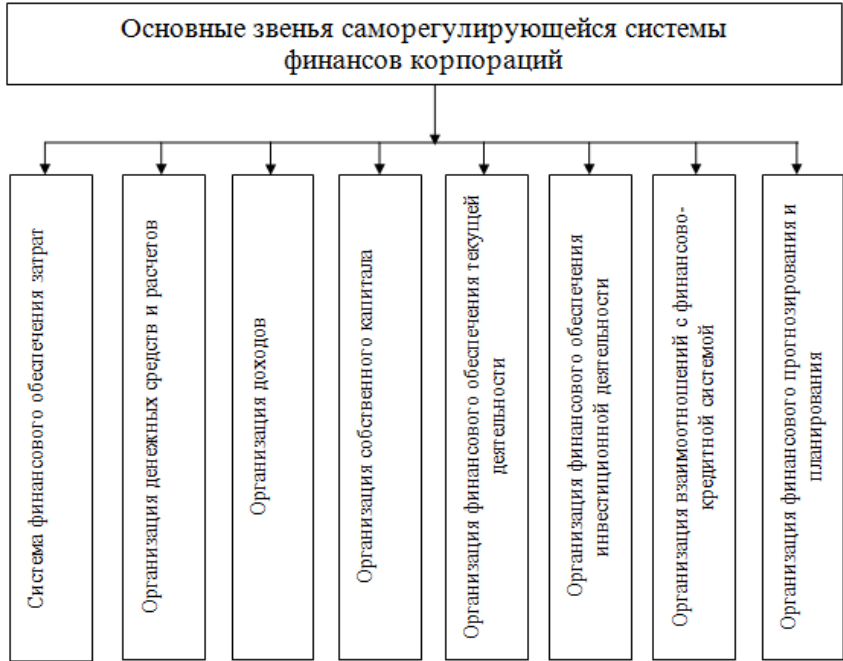 Основные звенья саморегулирующейся системы
финансов корпораций
Система финансового обеспечения затрат
Организация денежных средств и расчетов
Организация доходов
Организация собственного капитала
Организация финансового обеспечения текущей
деятельности
Организация финансового обеспечения
инвестиционной деятельности
Организация взаимоотношений с финансово-
кредитной системой
Организация финансового прогнозирования и
планирования